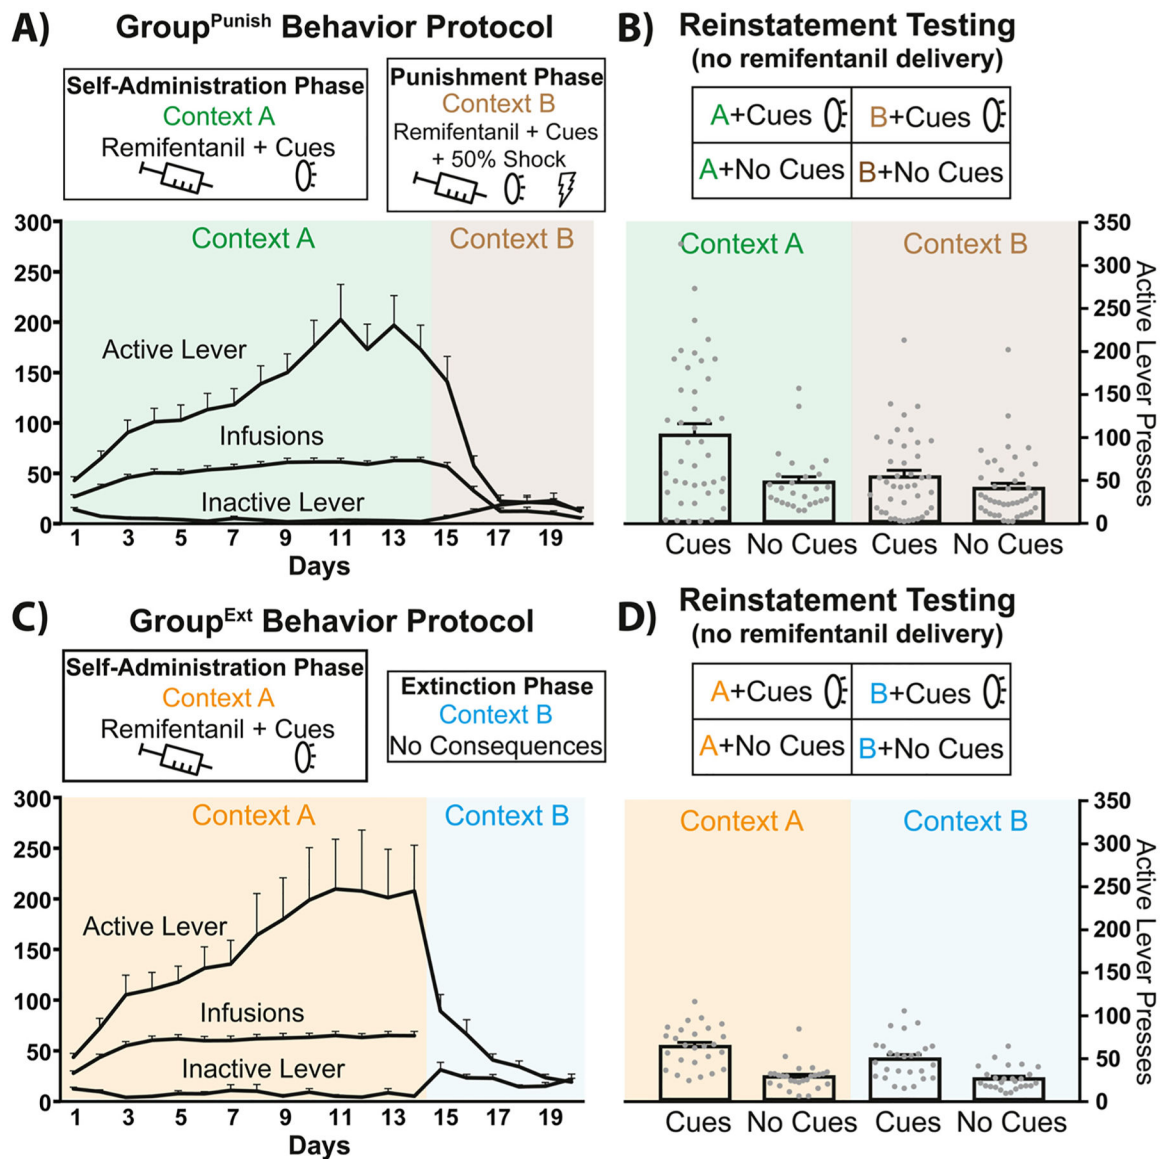 A)
Group^Punish Behavior Protocol
Self-Administration Phase
Context A
Remifentanil + Cues
Punishment Phase
Context B
Remifentanil + Cues
+ 50% Shock
300
250
200
150
100
50
0
Context A
Context B
Active Lever
Infusions
Inactive Lever
1 3 5 7 9 11 13 15 17 19
Days
B)
Reinstatement Testing
(no remifentanil delivery)
A+Cues
B+Cues
A+No Cues
B+No Cues
Context A
Context B
350
300
250
200
150
100
50
0
Active Lever Presses
Cues No Cues Cues No Cues
C)
Group^Ext Behavior Protocol
Self-Administration Phase
Context A
Remifentanil + Cues
Extinction Phase
Context B
No Consequences
300
250
200
150
100
50
0
Context A
Context B
Active Lever
Infusions
Inactive Lever
1 3 5 7 9 11 13 15 17 19
Days
D)
Reinstatement Testing
(no remifentanil delivery)
A+Cues
B+Cues
A+No Cues
B+No Cues
Context A
Context B
350
300
250
200
150
100
50
0
Active Lever Presses
Cues No Cues Cues No Cues